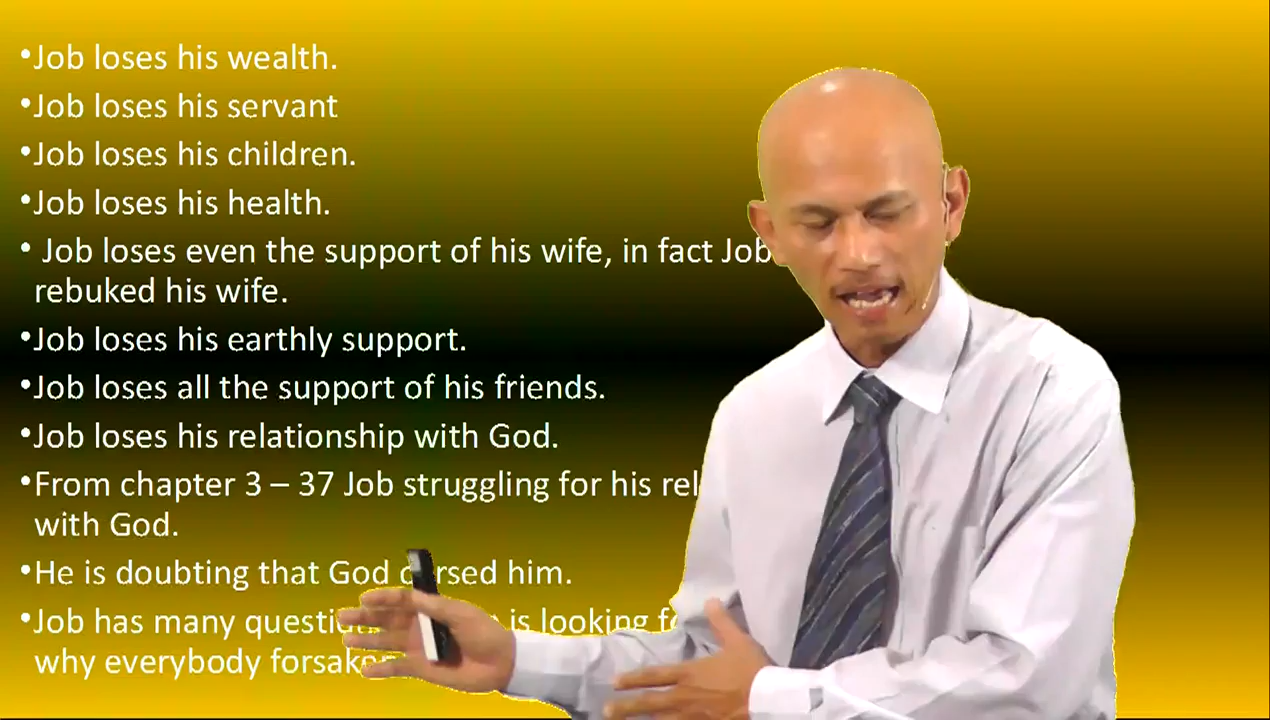 •Job loses his wealth.
•Job loses his servant
•Job loses his children.
•Job loses his health.
• Job loses even the support of his wife, in fact Job
rebuked his wife.
•Job loses his earthly support.
•Job loses all the support of his friends.
•Job loses his relationship with God.
•From chapter 3 – 37 Job struggling for his
with God.
•He is doubting that God him.
•Job has many is looking
why everybody